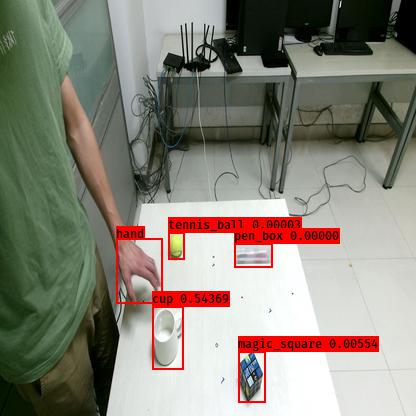 tennis_ball 0.00003
hand
pen_box 0.00000
cup 0.54369
magic_square 0.00554